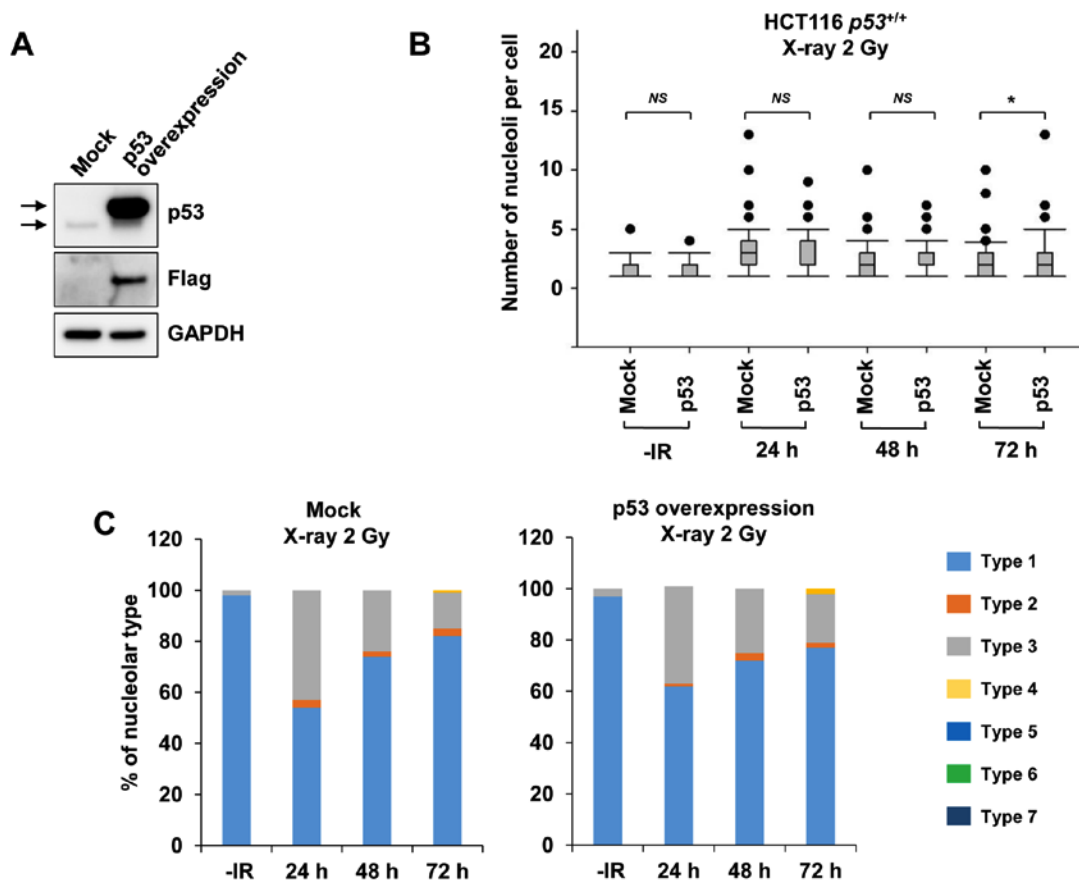 A
Mock
p53
overexpression
p53
Flag
GAPDH
B
HCT116 p53+/+
X-ray 2 Gy
Number of nucleoli per cell
20
15
10
5
0
NS
NS
NS
*
Mock
p53
Mock
p53
Mock
p53
Mock
p53
-IR
24 h
48 h
72 h
C
Mock
X-ray 2 Gy
% of nucleolar type
120
100
80
60
40
20
0
-IR
24 h
48 h
72 h
p53 overexpression
X-ray 2 Gy
120
100
80
60
40
20
0
-IR
24 h
48 h
72 h
Type 1
Type 2
Type 3
Type 4
Type 5
Type 6
Type 7